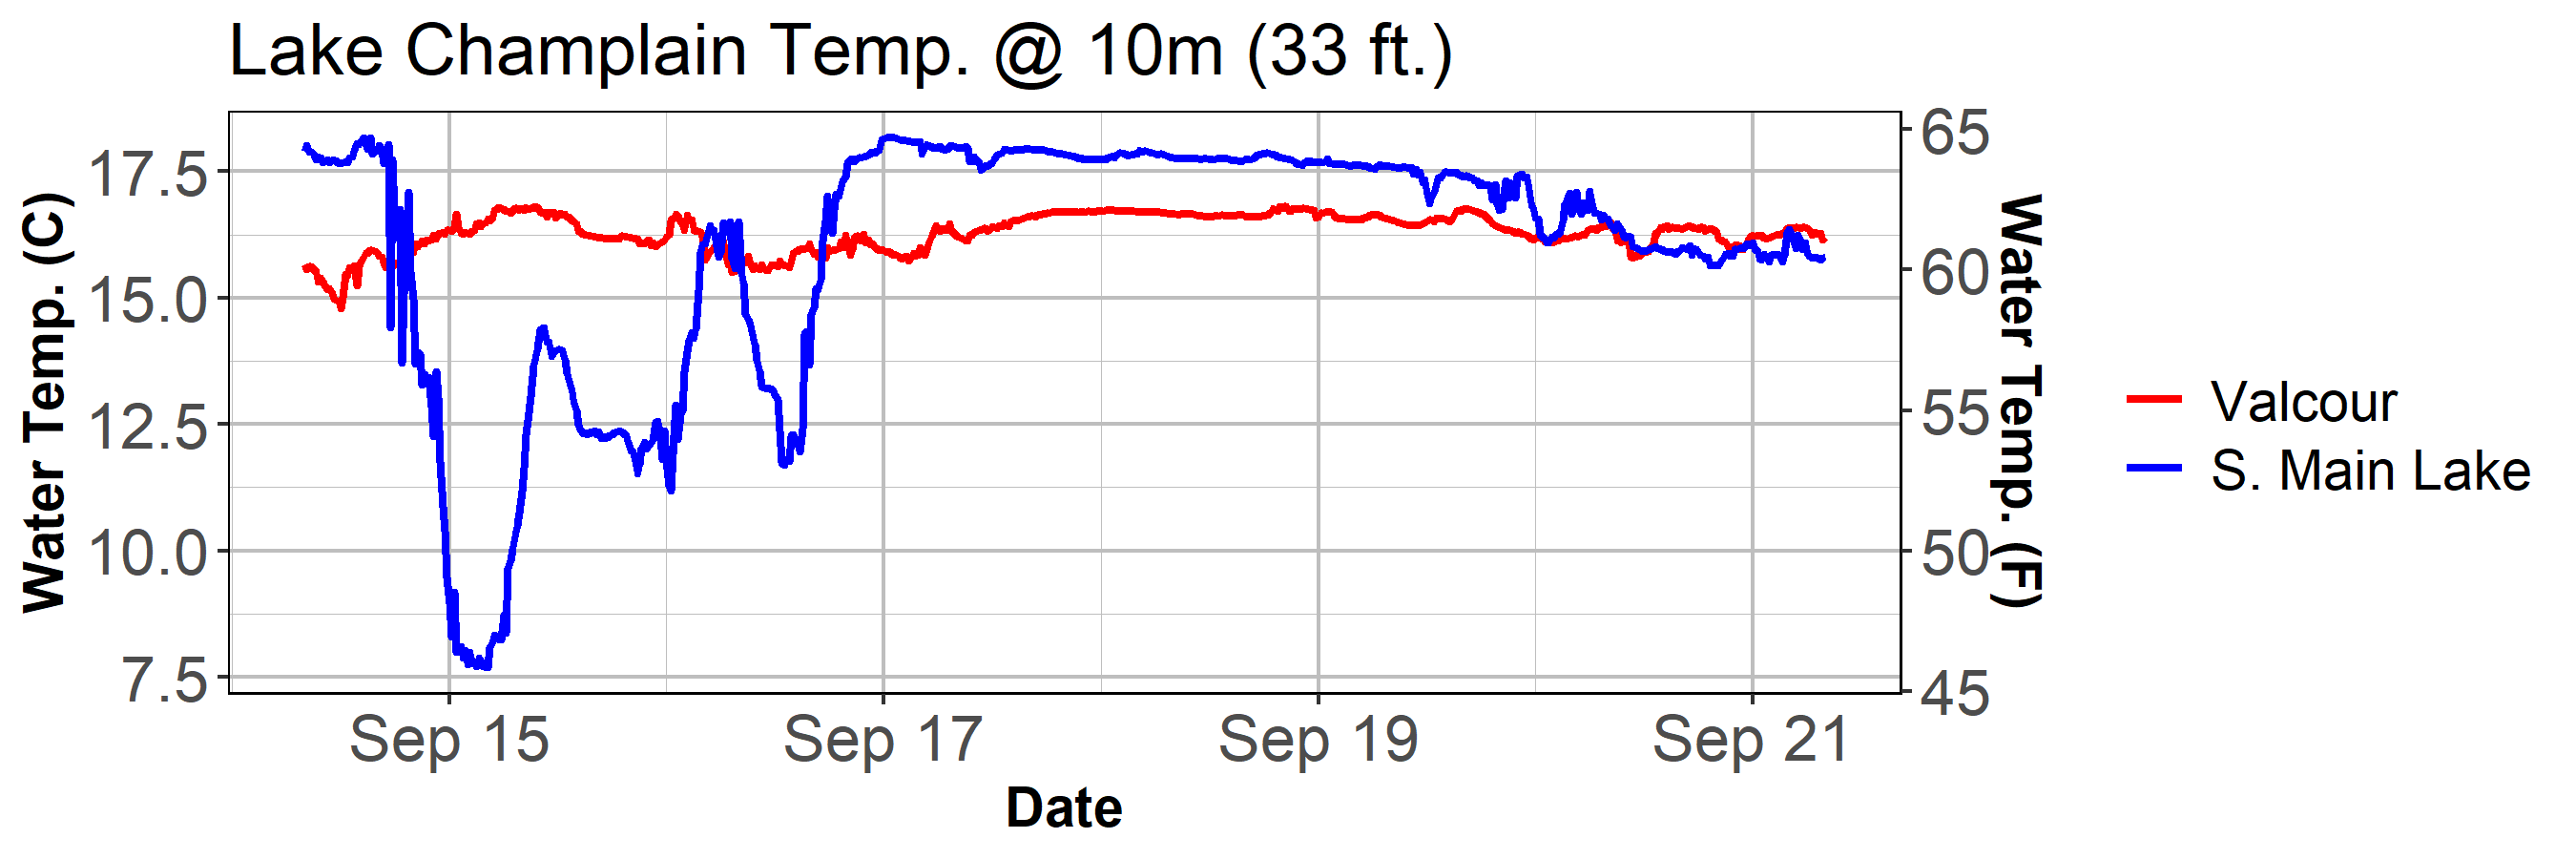 Lake Champlain Temp. @ 10m (33 ft.)
Water Temp. (C)
17.5
15.0
12.5
10.0
7.5
65
60
55
50
45
Water Temp. (F)
Sep 15
Sep 17
Sep 19
Sep 21
Date
Valcour
S. Main Lake